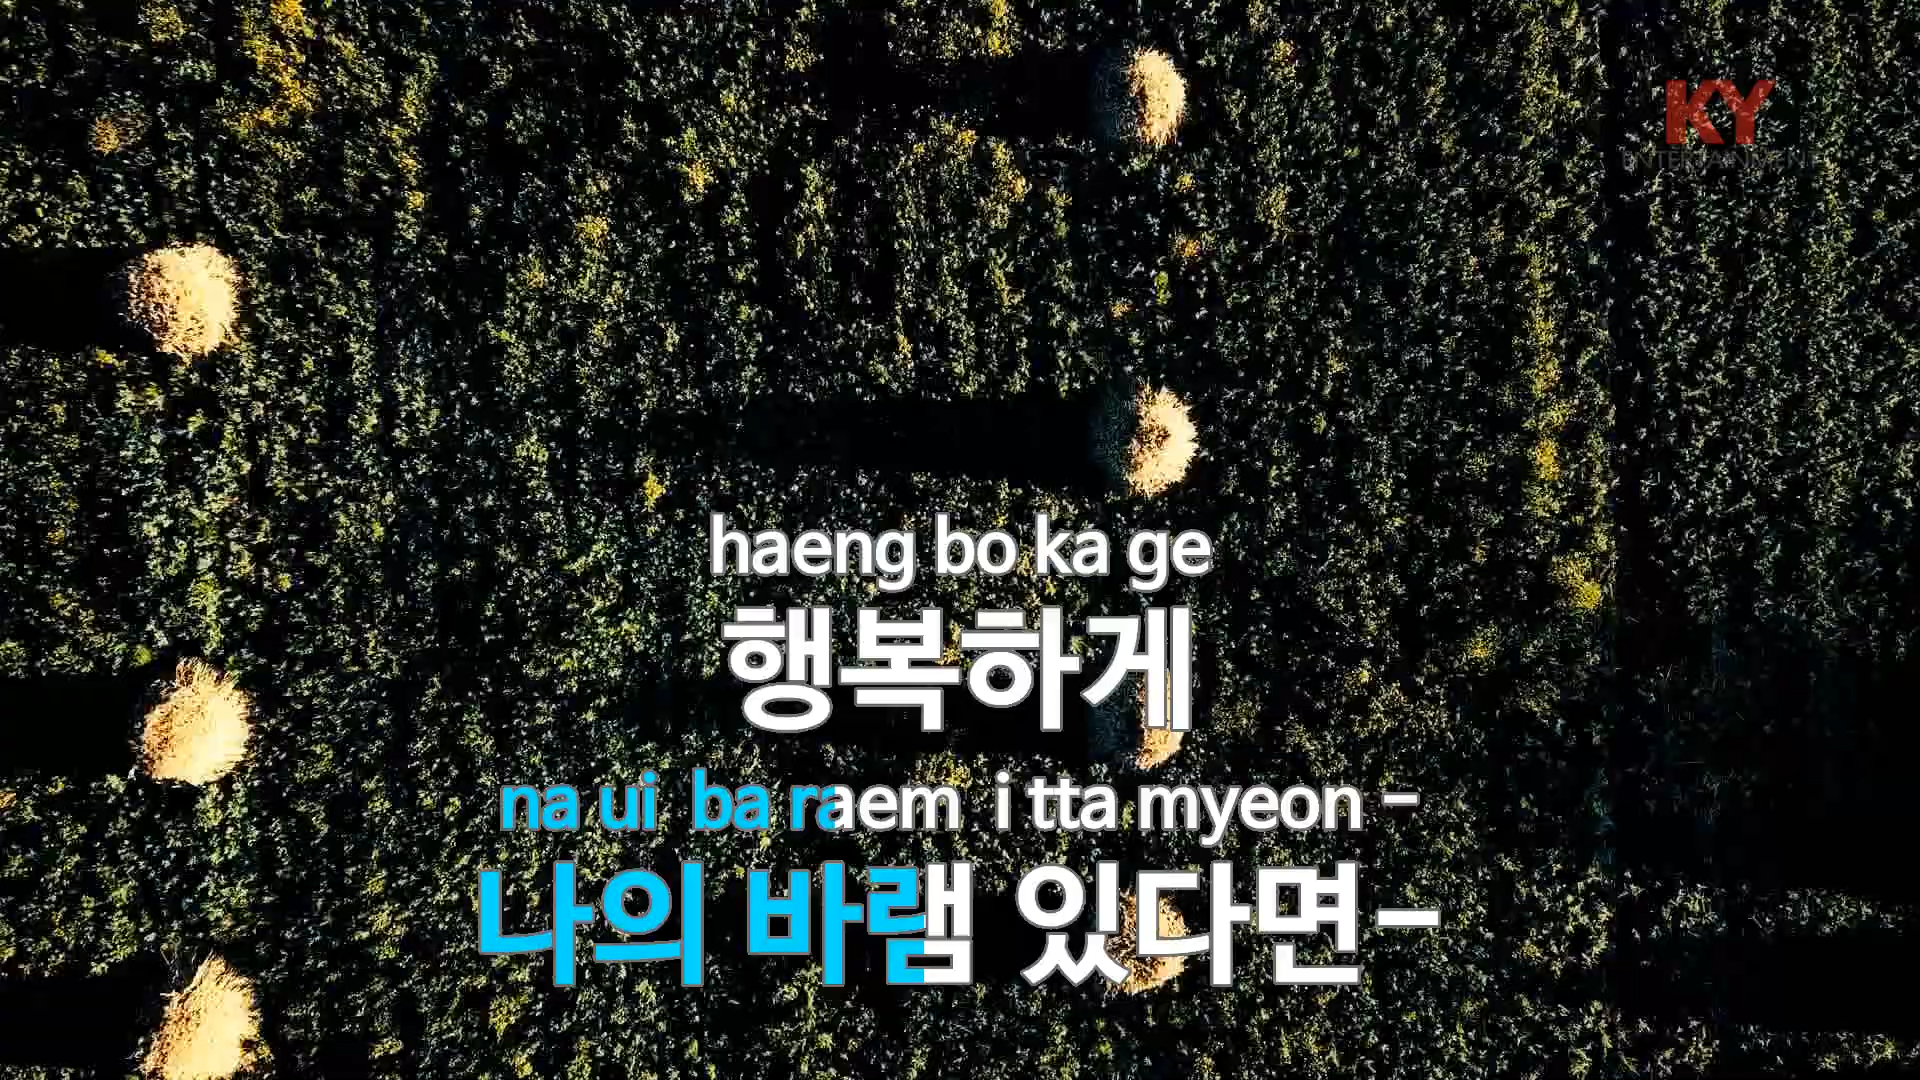 KY
ENTERTAINMENT
haeng bo ka ge
행복하게
na ui ba raem i tta myeon -
나의 바램 있다면-